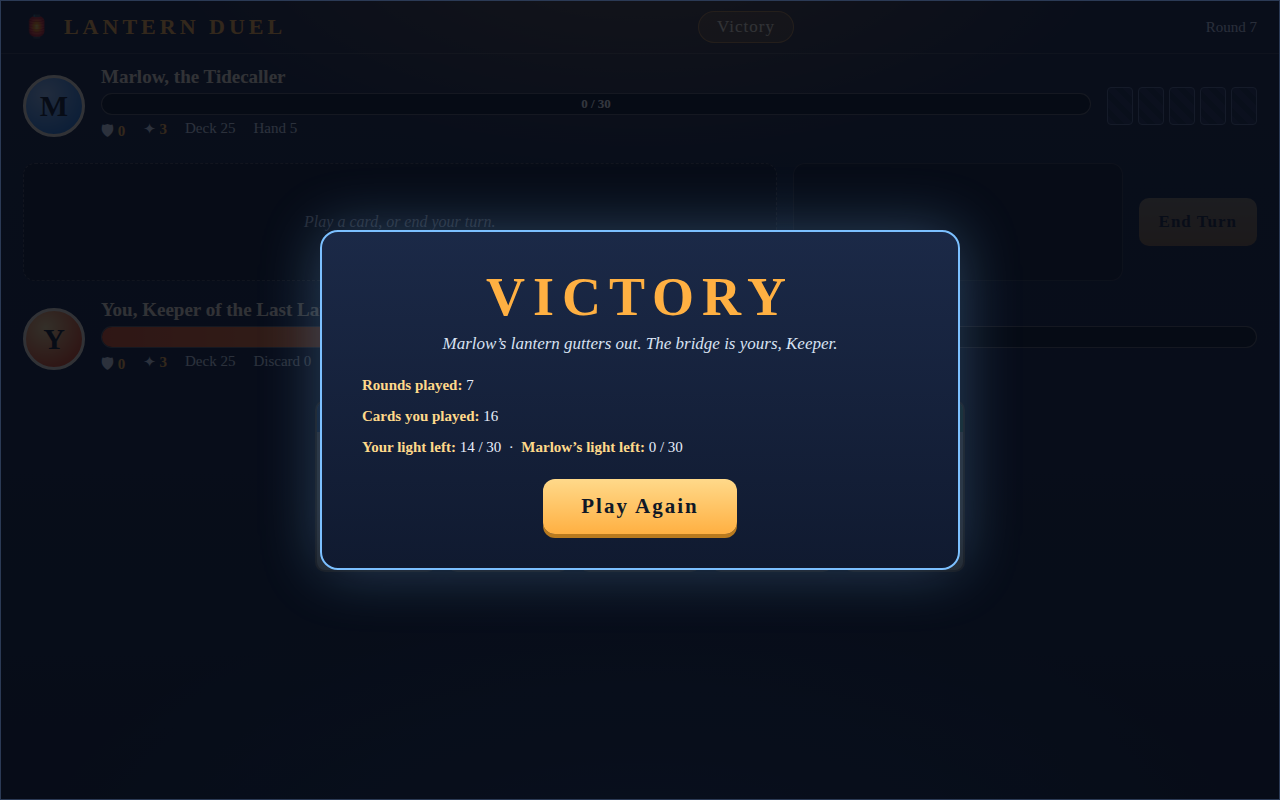 LANTERN DUEL
Victory
Round 7
Marlow, the Tidecaller
M
0 / 30
0 ✦ 3 Deck 25 Hand 5
Play a card, or end your turn.
End Turn
You, Keeper of the Last La
Y
0 ✦ 3 Deck 25 Discard 0
VICTORY
Marlow’s lantern gutters out. The bridge is yours, Keeper.
Rounds played: 7
Cards you played: 16
Your light left: 14 / 30 · Marlow’s light left: 0 / 30
Play Again